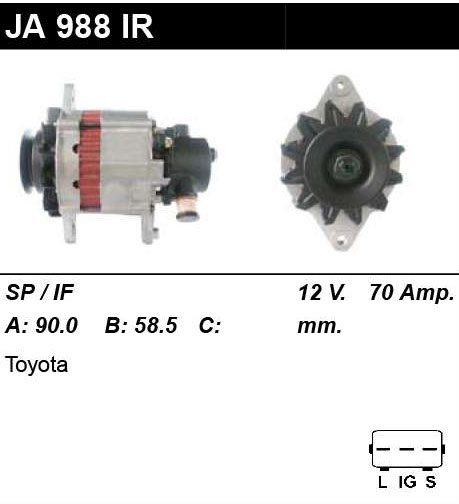 JA 988 IR
SP / IF 12 V. 70 Amp.
A: 90.0 B: 58.5 C: mm.
Toyota
L IG S